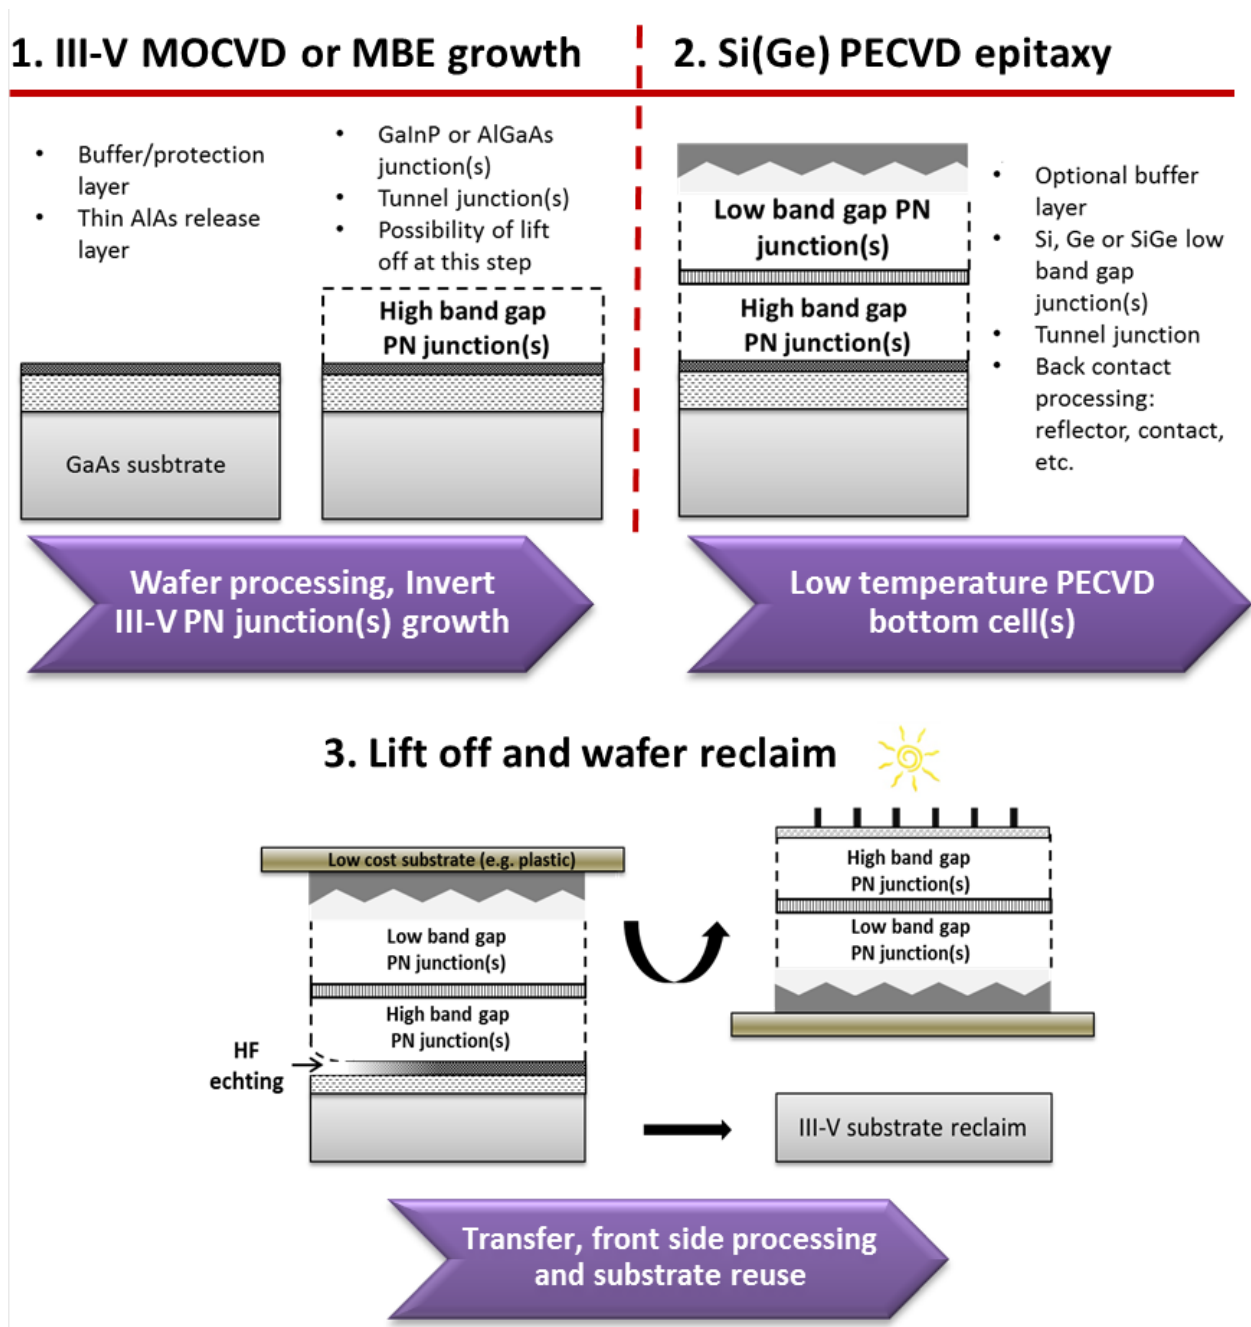 1. III-V MOCVD or MBE growth
2. Si(Ge) PECVD epitaxy
• Buffer/protection
layer
• Thin AlAs release
layer
• GaInP or AlGaAs
junction(s)
• Tunnel junction(s)
• Possibility of lift
off at this step
High band gap
PN junction(s)
GaAs susbtrate
Low band gap PN
junction(s)
High band gap
PN junction(s)
• Optional buffer
layer
• Si, Ge or SiGe low
band gap
junction(s)
• Tunnel junction
• Back contact
processing:
reflector, contact,
etc.
Wafer processing, Invert
III-V PN junction(s) growth
Low temperature PECVD
bottom cell(s)
3. Lift off and wafer reclaim
Low cost substrate (e.g. plastic)
Low band gap
PN junction(s)
High band gap
PN junction(s)
HF
echting
High band gap
PN junction(s)
Low band gap
PN junction(s)
III-V substrate reclaim
Transfer, front side processing
and substrate reuse